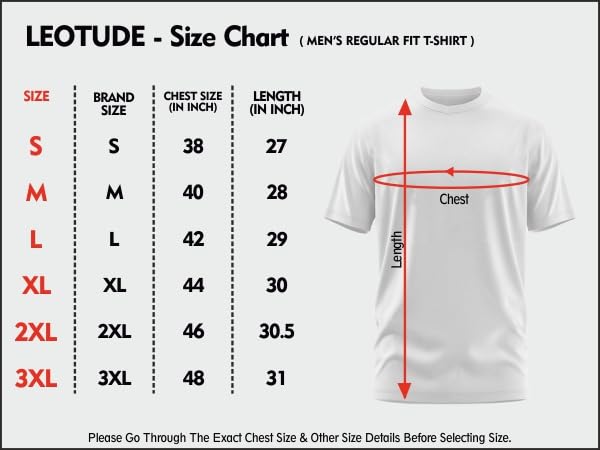 LEOTUDE - Size Chart ( MEN'S REGULAR FIT T-SHIRT )
SIZE BRAND SIZE CHEST SIZE (IN INCH) LENGTH (IN INCH)
S S 38 27
M M 40 28
L L 42 29
XL XL 44 30
2XL 2XL 46 30.5
3XL 3XL 48 31
Chest
Length
Please Go Through The Exact Chest Size & Other Size Details Before Selecting Size.